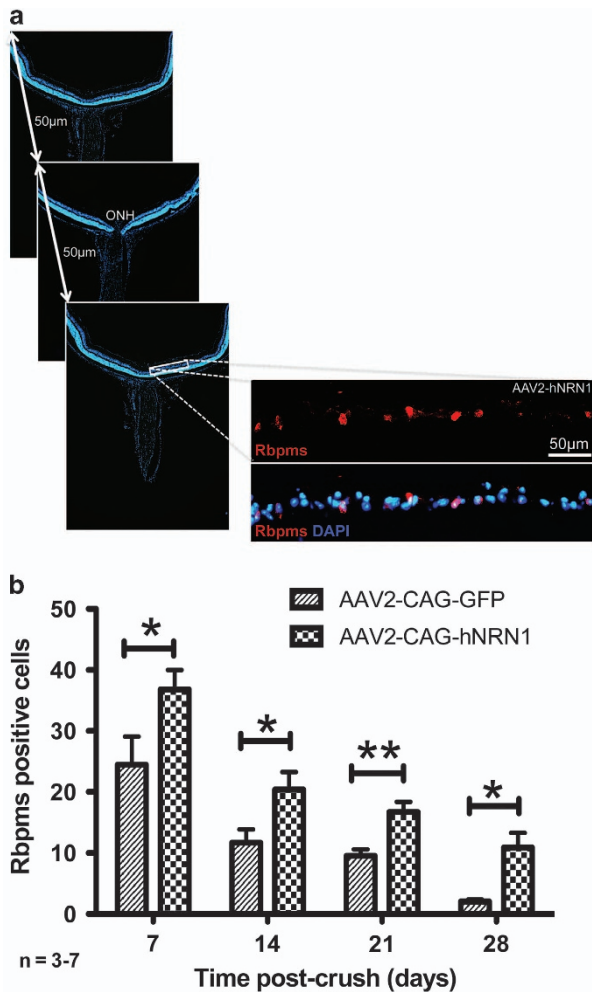 a
50μm
ONH
50μm
AAV2-hNRN1
Rbpms
50μm
Rbpms DAPI
b
AAV2-CAG-GFP
AAV2-CAG-hNRN1
Rbpms positive cells
50
40
30
20
10
0
*
*
**
*
7
14
21
28
n = 3-7
Time post-crush (days)